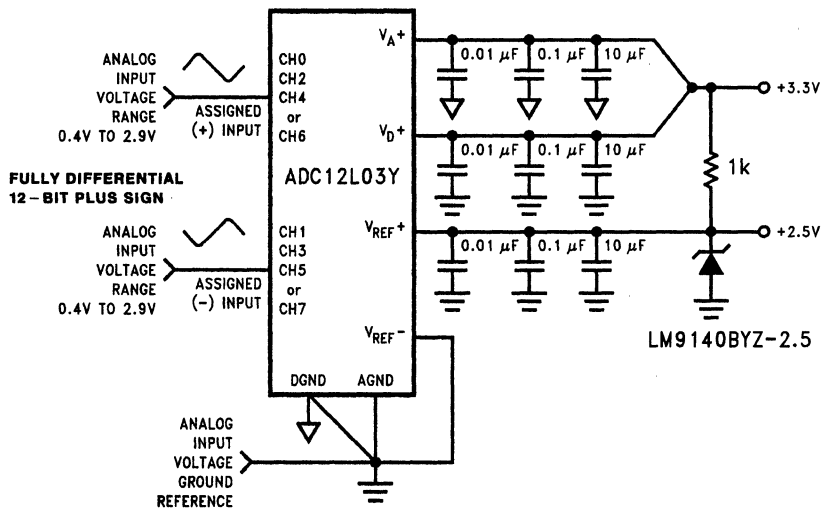 ANALOG
INPUT
VOLTAGE
RANGE
0.4V TO 2.9V
ASSIGNED
(+) INPUT
CH0
CH2
CH4
or
CH6
FULLY DIFFERENTIAL
12-BIT PLUS SIGN
ANALOG
INPUT
VOLTAGE
RANGE
0.4V TO 2.9V
ASSIGNED
(-) INPUT
CH1
CH3
CH5
or
CH7
ADC12L03Y
VA+
VD+
VREF+
VREF-
DGND AGND
0.01 μF 0.1 μF 10 μF
0.01 μF 0.1 μF 10 μF
0.01 μF 0.1 μF 10 μF
+3.3V
1k
+2.5V
LM9140BYZ-2.5
ANALOG
INPUT
VOLTAGE
GROUND
REFERENCE